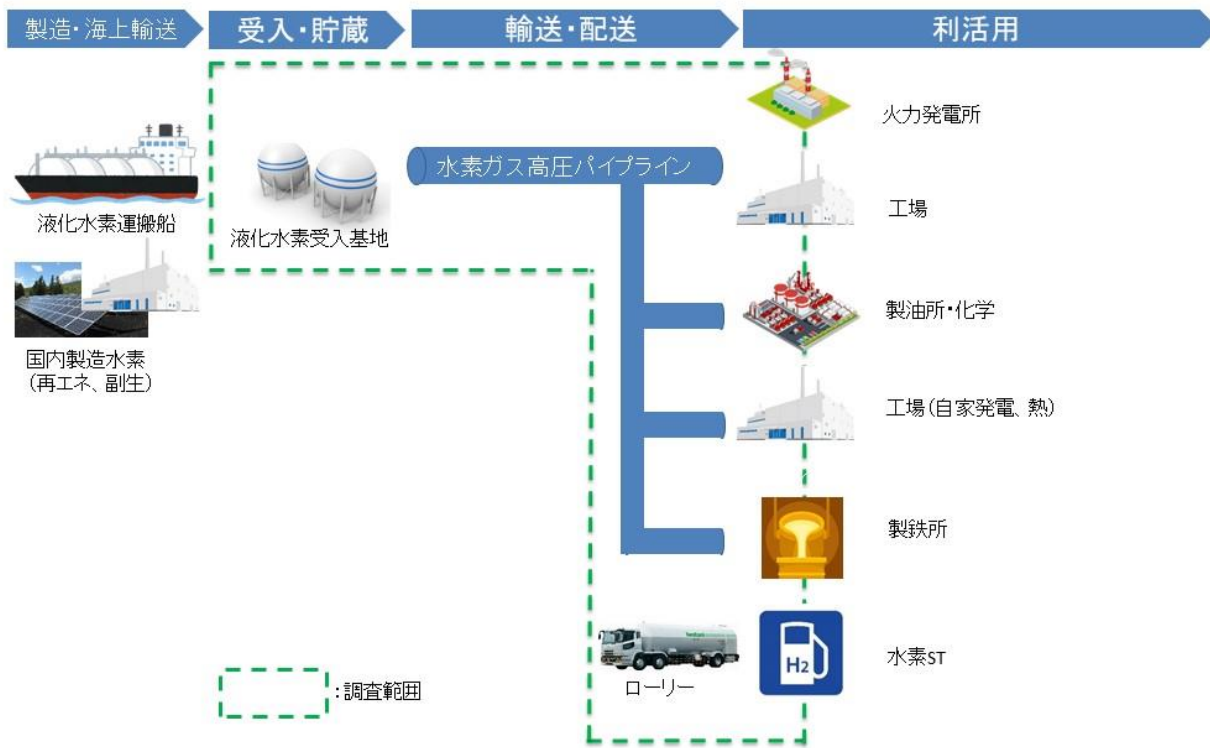 製造・海上輸送
受入・貯蔵
輸送・配送
利活用
火力発電所
水素ガス高圧パイプライン
工場
液化水素運搬船
液化水素受入基地
製油所・化学
国内製造水素
(再エネ、副生)
工場(自家発電、熱)
製鉄所
H2
水素ST
ローリー
:調査範囲